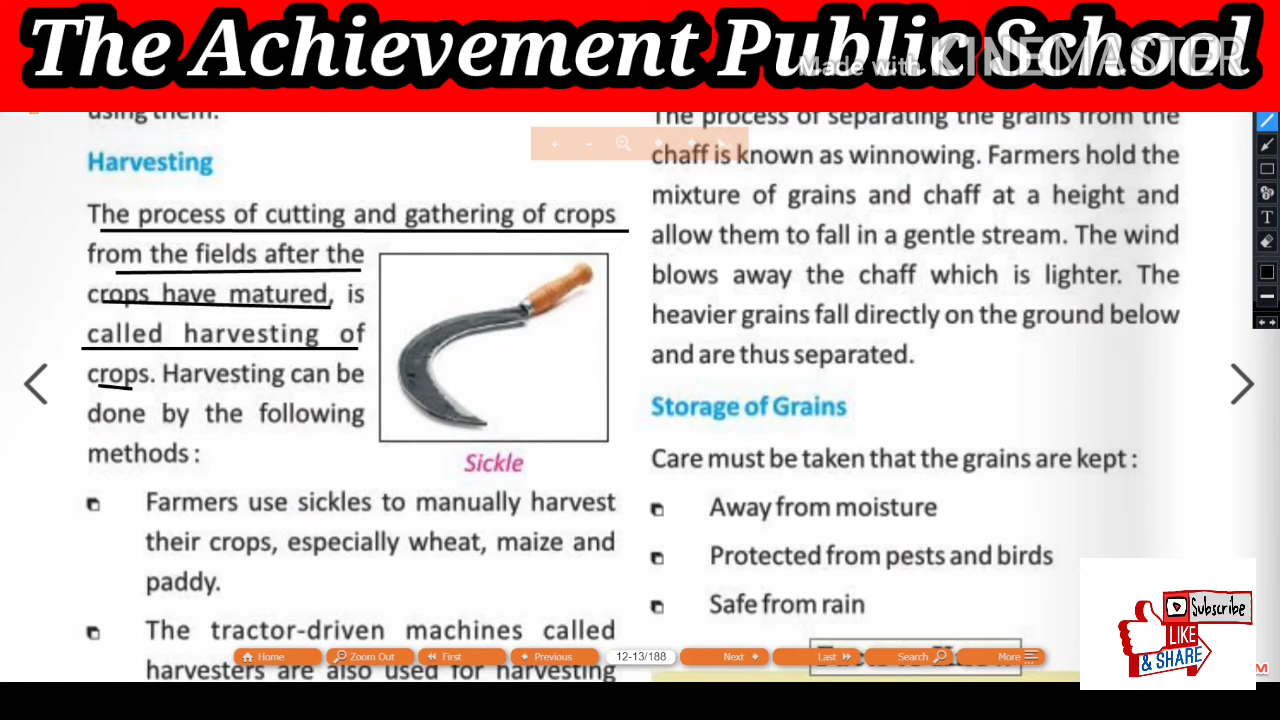 The Achievement Public School
Made with KINEMASTER
using them.
Harvesting
The process of cutting and gathering of crops
from the fields after the
crops have matured, is
called harvesting of
crops. Harvesting can be
done by the following
methods :
Sickle
Farmers use sickles to manually harvest
their crops, especially wheat, maize and
paddy.
The tractor-driven machines called
harvesters are also used for harvesting
The process of separating the grains from the
chaff is known as winnowing. Farmers hold the
mixture of grains and chaff at a height and
allow them to fall in a gentle stream. The wind
blows away the chaff which is lighter. The
heavier grains fall directly on the ground below
and are thus separated.
Storage of Grains
Care must be taken that the grains are kept :
Away from moisture
Protected from pests and birds
Safe from rain
Home
Zoom Out
First
Previous
12-13/188
Next
Last
Search
More
T
Subscribe
LIKE
& SHARE